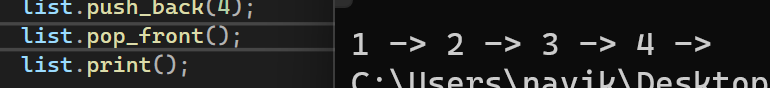 list.push_back(4);
list.pop_front();
list.print();
1 -> 2 -> 3 -> 4 ->
C:\Users\navik\Desktop